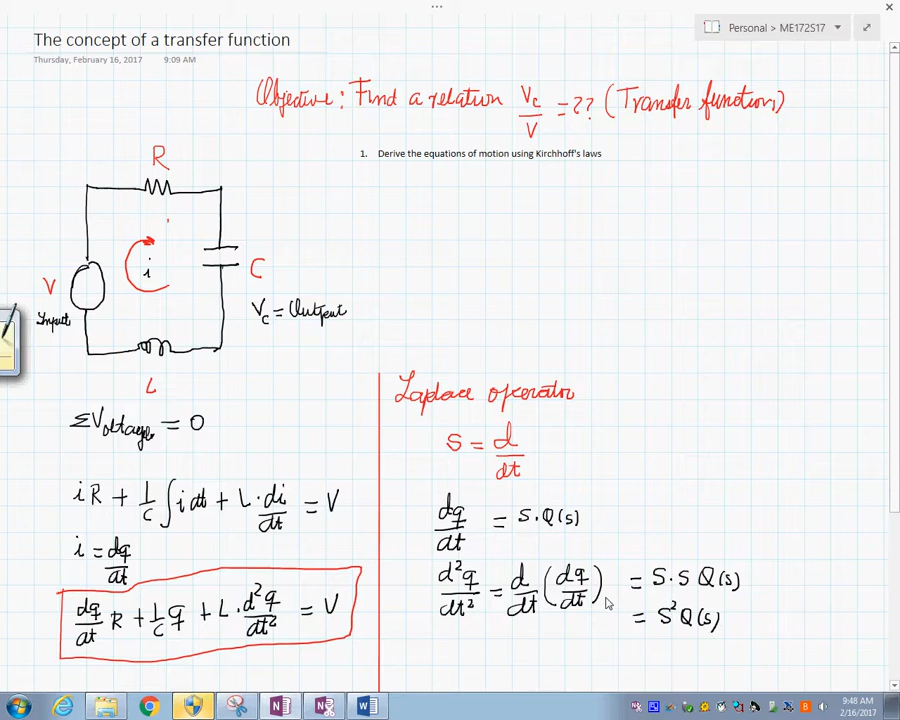 Personal > ME172S17
The concept of a transfer function
Thursday, February 16, 2017 9:09 AM
Objective: Find a relation Vc/V = ?? (Transfer function)
1. Derive the equations of motion using Kirchhoff's laws
R
i
i
V
Input
C
Vc = Output
L
ΣVoltages = 0
iR + 1/C ∫i dt + L·di/dt = V
i = dq/dt
dq/dt R + 1/C q + L·d²q/dt² = V
Laplace operator
S = d/dt
dq/dt = S·Q(s)
d²q/dt² = d/dt (dq/dt) = S·S Q(s)
= S²Q(s)
9:48 AM
2/16/2017